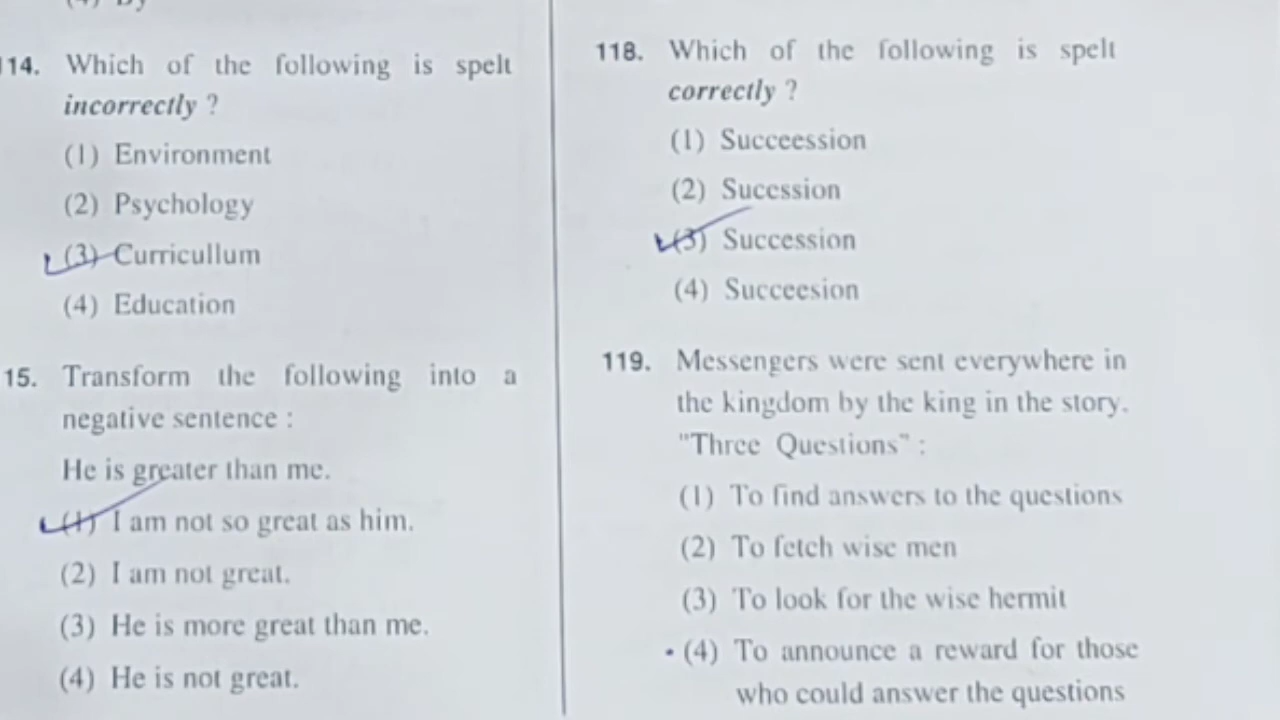 114. Which of the following is spelt
incorrectly ?
(1) Environment
(2) Psychology
(3) Curricullum
(4) Education
15. Transform the following into a
negative sentence :
He is greater than me.
(1) I am not so great as him.
(2) I am not great.
(3) He is more great than me.
(4) He is not great.
118. Which of the following is spelt
correctly ?
(1) Succeession
(2) Sucession
(3) Succession
(4) Succeesion
119. Messengers were sent everywhere in
the kingdom by the king in the story.
"Three Questions" :
(1) To find answers to the questions
(2) To fetch wise men
(3) To look for the wise hermit
(4) To announce a reward for those
who could answer the questions